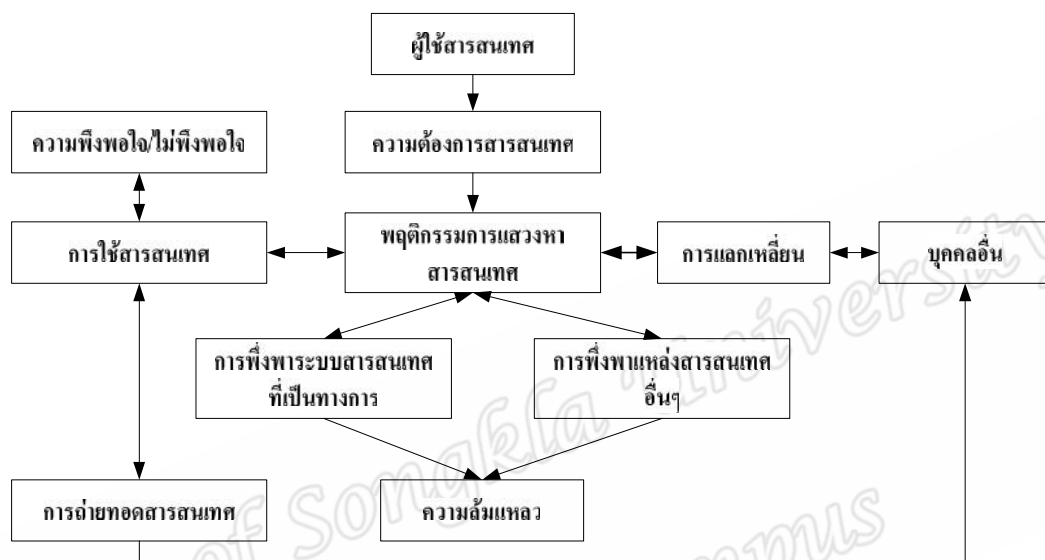 ผู้ใช้สารสนเทศ
ความพึงพอใจ/ไม่พึงพอใจ
ความต้องการสารสนเทศ
การใช้สารสนเทศ
พฤติกรรมการแสวงหา
สารสนเทศ
การแลกเหลี่ยน
บุคคลอื่น
การพึ่งพาระบบสารสนเทศ
ที่เป็นทางการ
การพึ่งพาแหล่งสารสนเทศ
อื่นๆ
การถ่ายทอดสารสนเทศ
ความล้มแหลว
of Songkla University
mpus